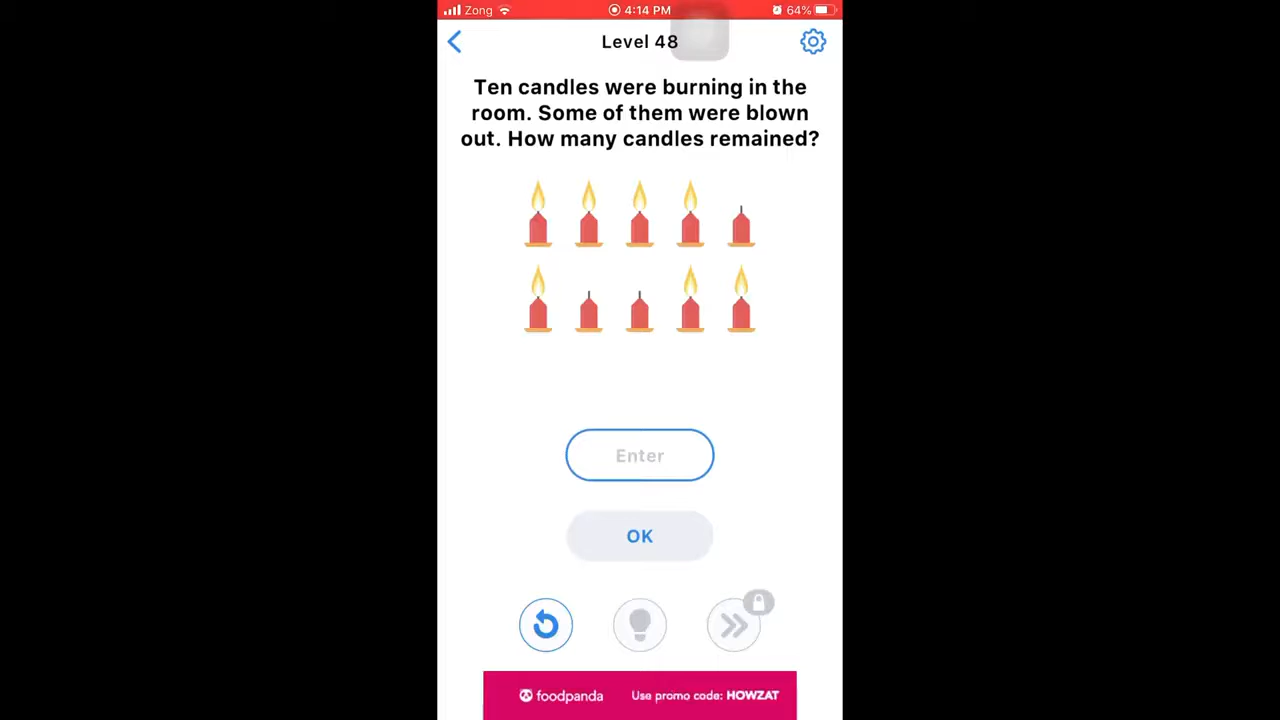 Zong 4:14 PM 64%
Level 48
Ten candles were burning in the
room. Some of them were blown
out. How many candles remained?
Enter
OK
foodpanda Use promo code: HOWZAT